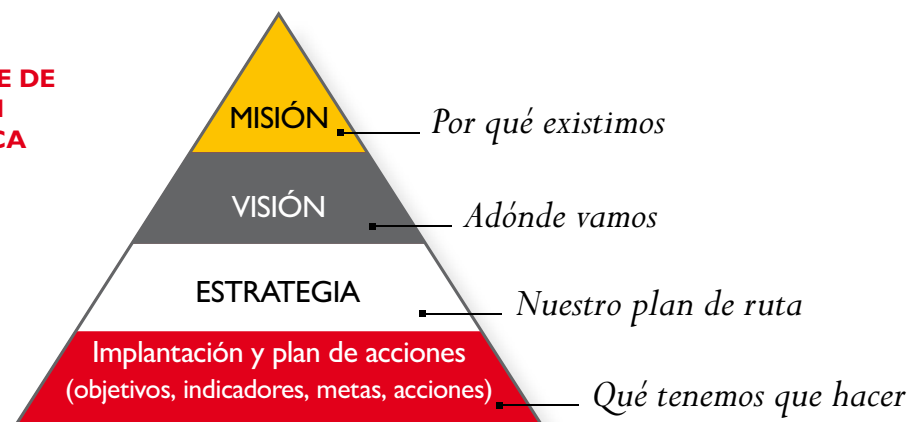 DE
MISIÓN
Por qué existimos
VISIÓN
Adónde vamos
ESTRATEGIA
Nuestro plan de ruta
Implantación y plan de acciones
(objetivos, indicadores, metas, acciones)
Qué tenemos que hacer